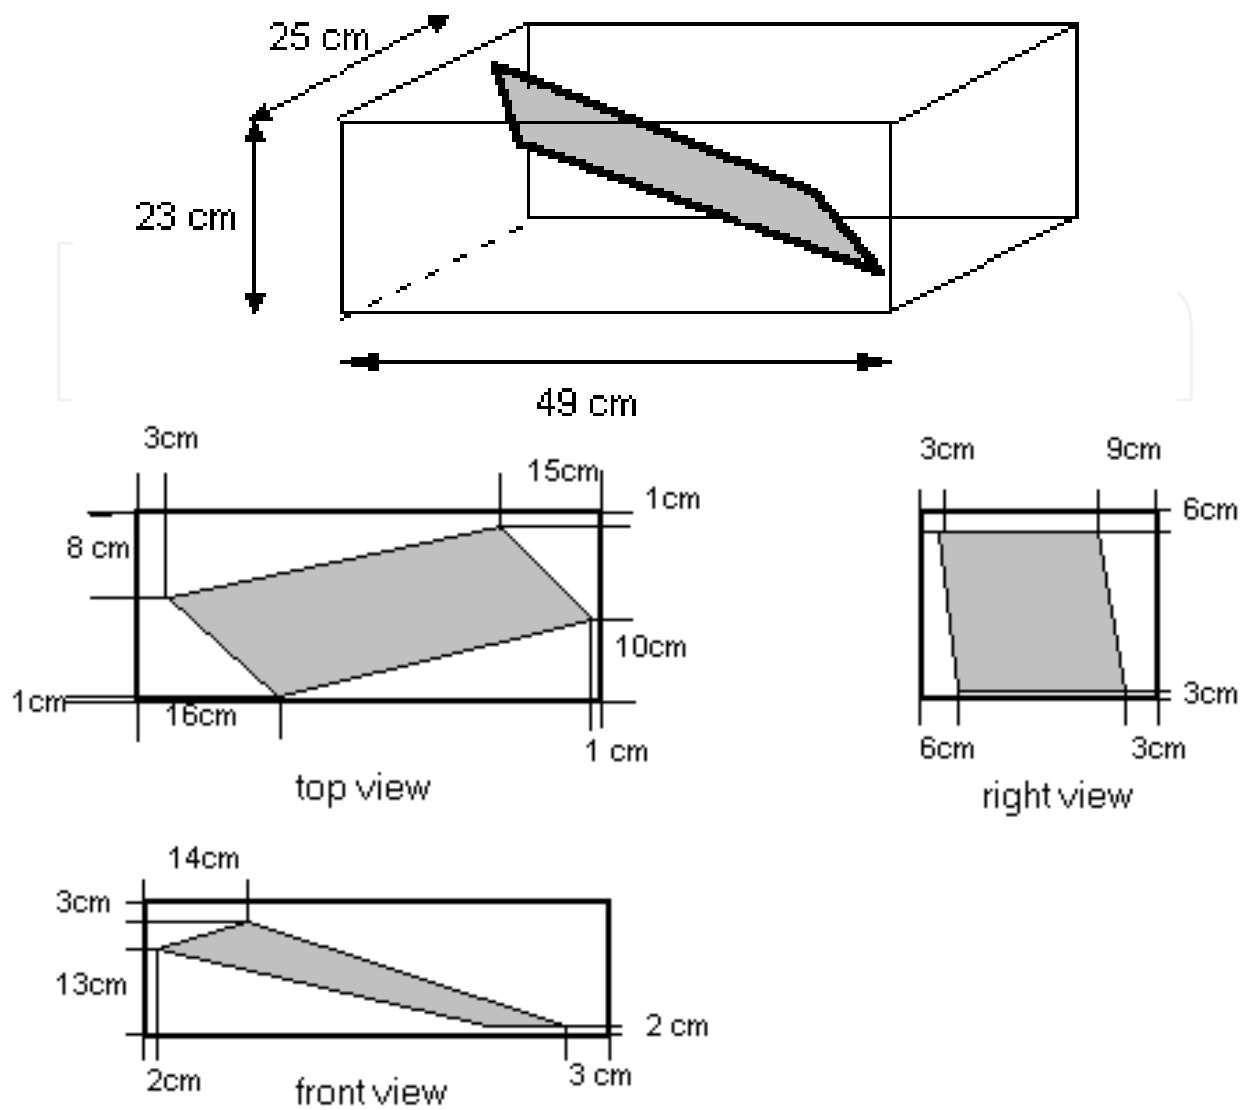 25 cm
23 cm
49 cm
3cm
15cm
1cm
8 cm
10cm
1cm
16cm
1 cm
top view
3cm
9cm
6cm
3cm
6cm
3cm
right view
14cm
3cm
13cm
2 cm
2cm
3 cm
front view